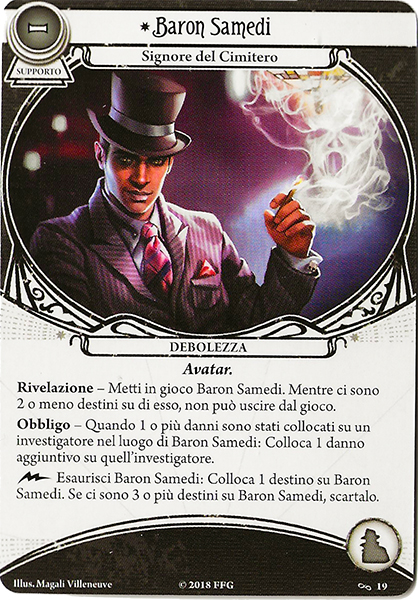 *Baron Samedi
SUPPORTO
Signore del Cimitero
DEBOLEZZA
Avatar.
Rivelazione – Metti in gioco Baron Samedi. Mentre ci sono
2 o meno destini su di esso, non può uscire dal gioco.
Obbligo – Quando 1 o più danni sono stati collocati su un
investigatore nel luogo di Baron Samedi: Colloca 1 danno
aggiuntivo su quell'investigatore.
Esaurisci Baron Samedi: Colloca 1 destino su Baron
Samedi. Se ci sono 3 o più destini su Baron Samedi, scartalo.
Illus. Magali Villeneuve
© 2018 FFG
19